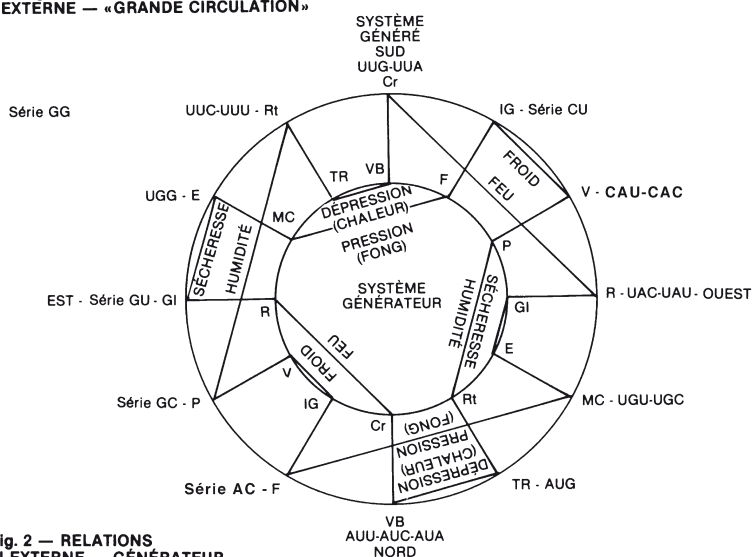 EXTERNE — «GRANDE CIRCULATION»
SYSTÈME
GÉNÉRÉ
SUD
UUG-UUA
Cr
Série GG
UUC-UUU - Rt
IG - Série CU
TR
VB
F
FROID
FEU
UGG - E
MC
DÉPRESSION
(CHALEUR)
PRESSION
(FONG)
V - CAU-CAC
P
SÉCHERESSE
HUMIDITÉ
SYSTÈME
GÉNÉRATEUR
SÉCHERESSE
HUMIDITÉ
EST - Série GU - GI
R
GI
R - UAC-UAU - OUEST
E
FEU
FROID
V
IG
Cr
Rt
Série GC - P
MC - UGU-UGC
(FONG)
PRESSION
(CHALEUR)
DÉPRESSION
Série AC - F
TR - AUG
VB
AUU-AUC-AUA
NORD
ig. 2 — RELATIONS
EXTERNE — GÉNÉRATEUR